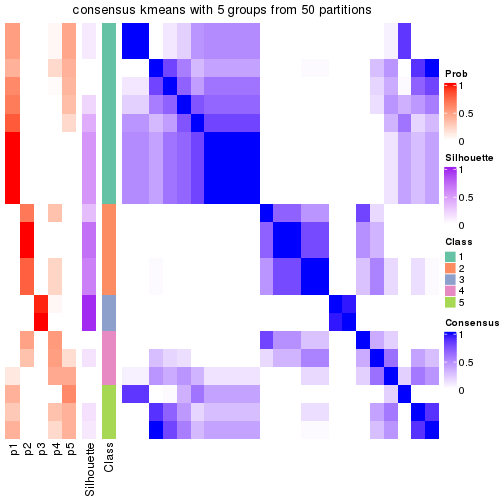 consensus kmeans with 5 groups from 50 partitions
Prob
1
0.5
0
Silhouette
1
0.5
0
Class
1
2
3
4
5
Consensus
1
0.5
0
p1
p2
p3
p4
p5
Silhouette
Class